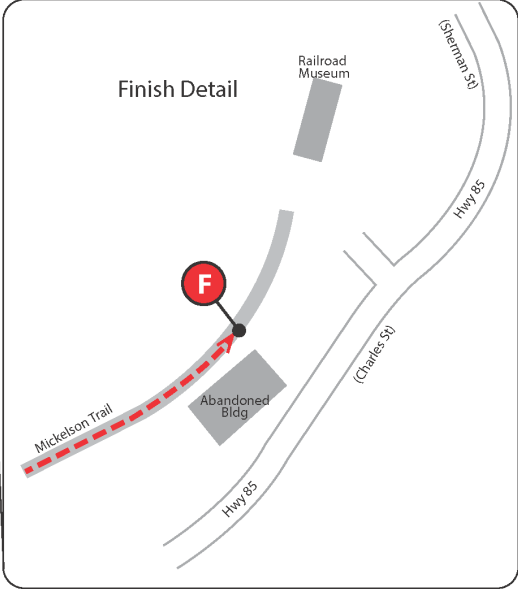 Railroad
Museum
Finish Detail
(Sherman St)
Hwy 85
F
(Charles St)
Abandoned
Bldg
Mickelson Trail
Hwy 85